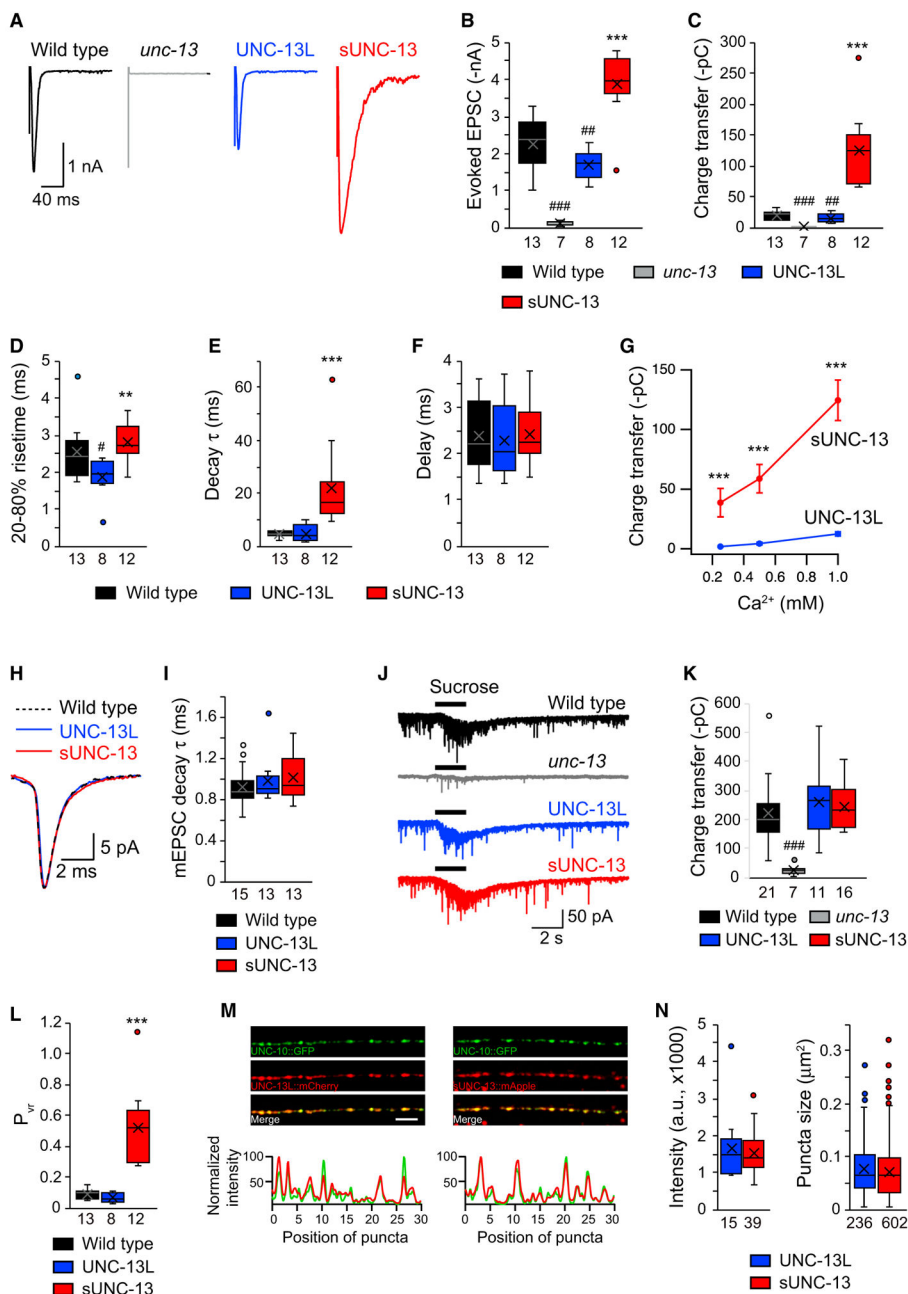 A
Wild type
unc-13
UNC-13L
sUNC-13
1 nA
40 ms
B
Evoked EPSC (-nA)
5
4
3
2
1
0
***
##
###
13 7 8 12
C
Charge transfer (-pC)
300
250
200
150
100
50
0
***
###
##
13 7 8 12
Wild type
unc-13
UNC-13L
sUNC-13
D
20-80% risetime (ms)
5
4
3
2
1
0
#
**
13 8 12
E
Decay τ (ms)
60
40
20
0
***
13 8 12
F
Delay (ms)
4
3
2
1
0
13 8 12
Wild type
UNC-13L
sUNC-13
G
Charge transfer (-pC)
150
100
50
0
***
***
***
sUNC-13
UNC-13L
0.2 0.4 0.6 0.8 1.0
Ca²⁺ (mM)
H
Wild type
UNC-13L
sUNC-13
5 pA
2 ms
I
mEPSC decay τ (ms)
1.6
1.2
0.8
0.4
0
15 13 13
Wild type
UNC-13L
sUNC-13
J
Sucrose
Wild type
unc-13
UNC-13L
sUNC-13
50 pA
2 s
K
Charge transfer (-pC)
600
500
400
300
200
100
0
###
21 7 11 16
Wild type
unc-13
UNC-13L
sUNC-13
L
Pvr
1.2
1.0
0.8
0.6
0.4
0.2
0
***
13 8 12
Wild type
UNC-13L
sUNC-13
M
UNC-10::GFP
UNC-13L::mCherry
Merge
UNC-10::GFP
sUNC-13::mApple
Merge
Normalized
intensity
100
50
0 5 10 15 20 25 30
Position of puncta
100
50
0 5 10 15 20 25 30
Position of puncta
N
Intensity (a.u., x1000)
5
4
3
2
1
0
15 39
Puncta size (μm²)
0.3
0.2
0.1
0
236 602
UNC-13L
sUNC-13